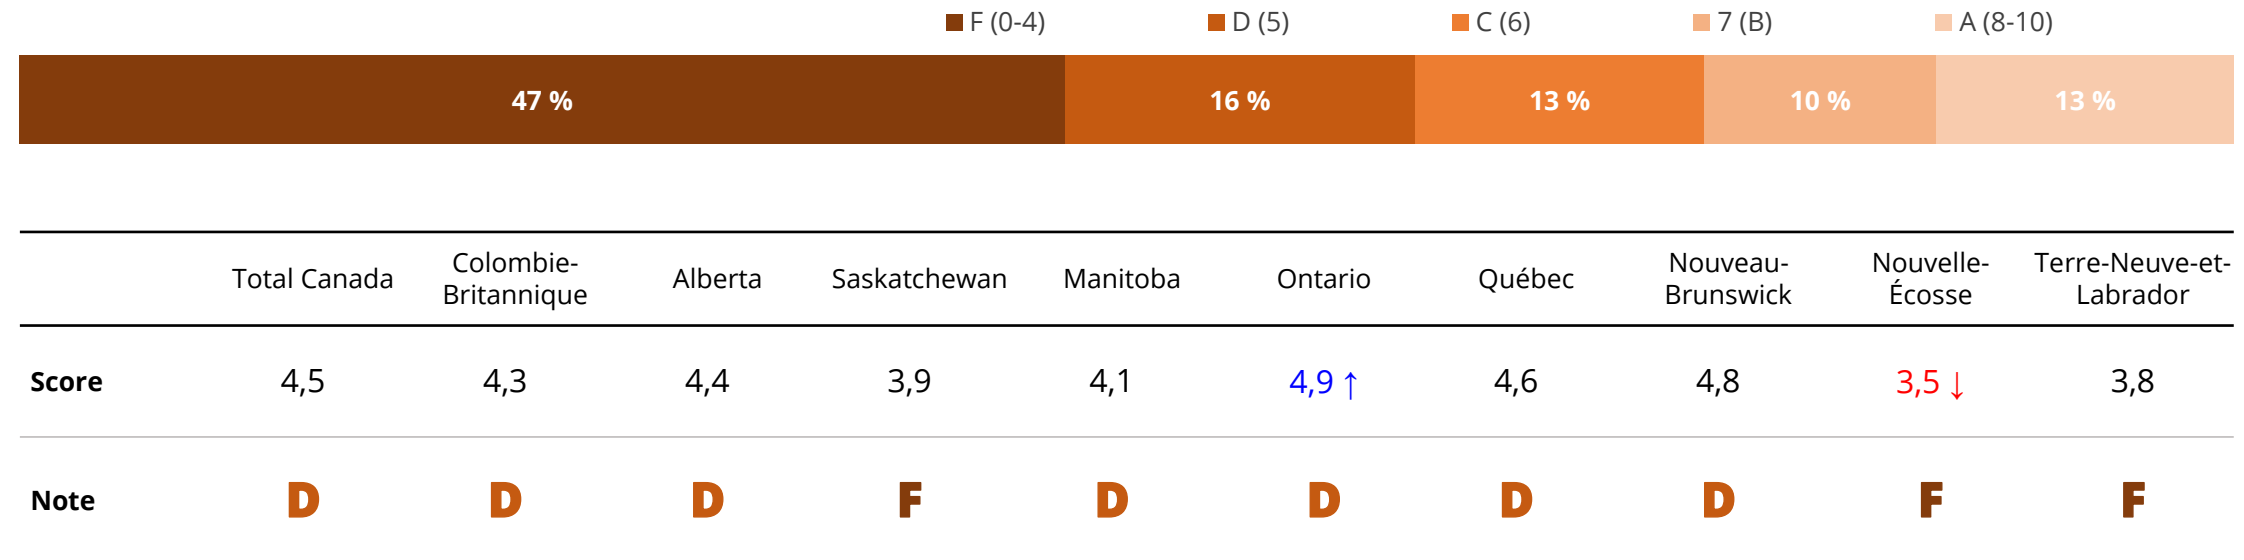 F (0-4) D (5) C (6) 7 (B) A (8-10)
47 % 16 % 13 % 10 % 13 %
Total Canada Colombie-Britannique Alberta Saskatchewan Manitoba Ontario Québec Nouveau-Brunswick Nouvelle-Écosse Terre-Neuve-et-Labrador
Score 4,5 4,3 4,4 3,9 4,1 4,9 ↑ 4,6 4,8 3,5 ↓ 3,8
Note D D D F D D D D F F